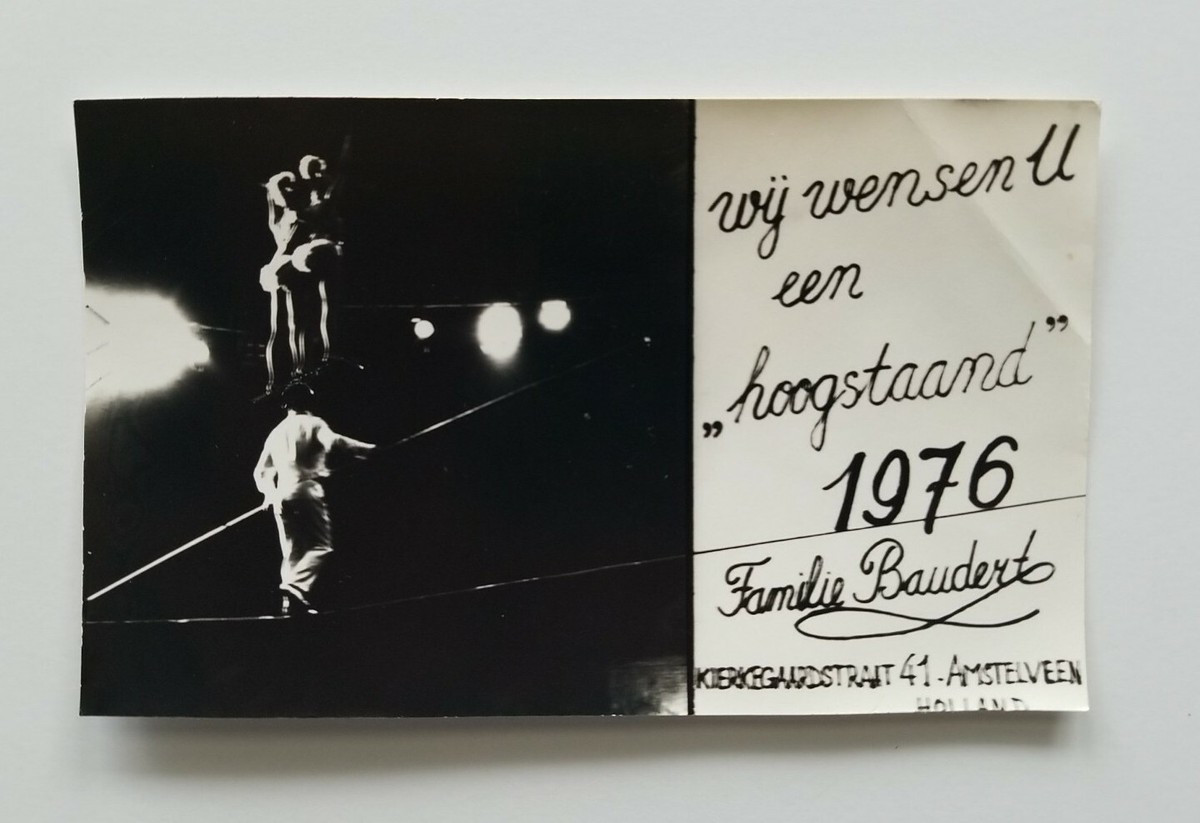 wij wensen U
een
„hoogstaand”
1976
Familie Baudert
KIERKEGAARDSTRAAT 41 - AMSTELVEEN
HOLLAND